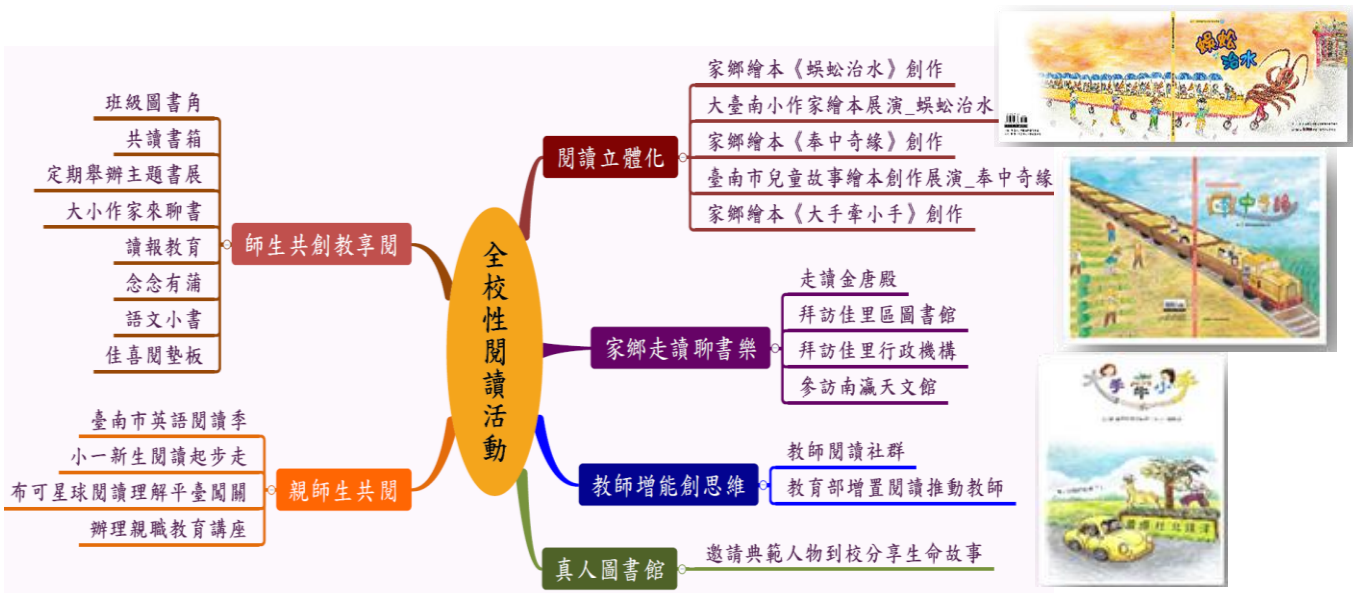 全校性閱讀活動
師生共創教享閱
班級圖書角
共讀書箱
定期舉辦主題書展
大小作家來聊書
讀報教育
念念有蒲
語文小書
佳喜閱墊板
親師生共閱
臺南市英語閱讀季
小一新生閱讀起步走
布可星球閱讀理解平臺闖關
辦理親職教育講座
閱讀立體化
家鄉繪本《蜈蚣治水》創作
大臺南小作家繪本展演_蜈蚣治水
家鄉繪本《奉中奇緣》創作
臺南市兒童故事繪本創作展演_奉中奇緣
家鄉繪本《大手牽小手》創作
家鄉走讀聊書樂
走讀金唐殿
拜訪佳里區圖書館
拜訪佳里行政機構
參訪南瀛天文館
教師增能創思維
教師閱讀社群
教育部增置閱讀推動教師
真人圖書館
邀請典範人物到校分享生命故事
蜈蚣
治水
奉中奇緣
大手牽小手